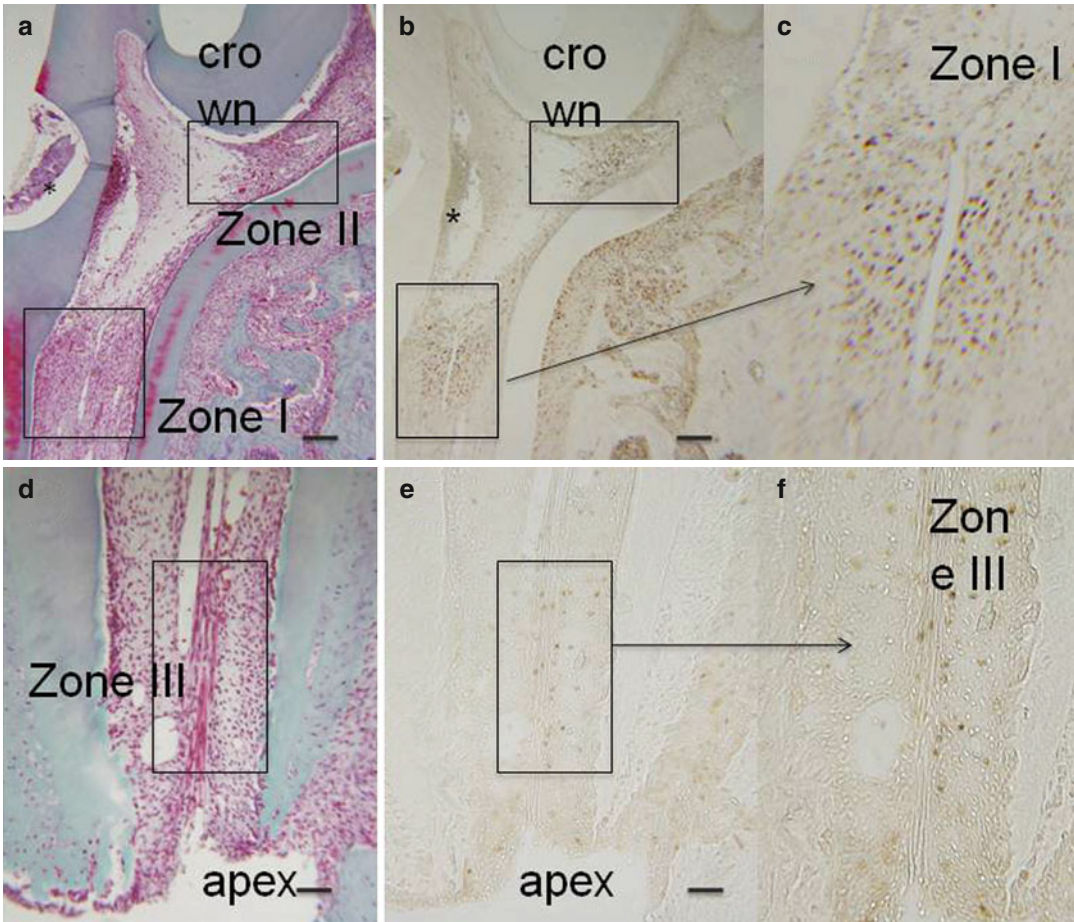 a
cro
wn
*
Zone II
Zone I
b
cro
wn
*
c
Zone I
d
Zone III
apex
e
apex
f
Zon
e III